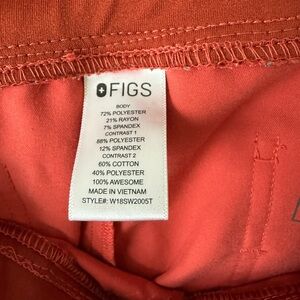 FIGS
BODY
72% POLYESTER
21% RAYON
7% SPANDEX
CONTRAST 1
88% POLYESTER
12% SPANDEX
CONTRAST 2
60% COTTON
40% POLYESTER
100% AWESOME
MADE IN VIETNAM
STYLE#: W18SW2005T